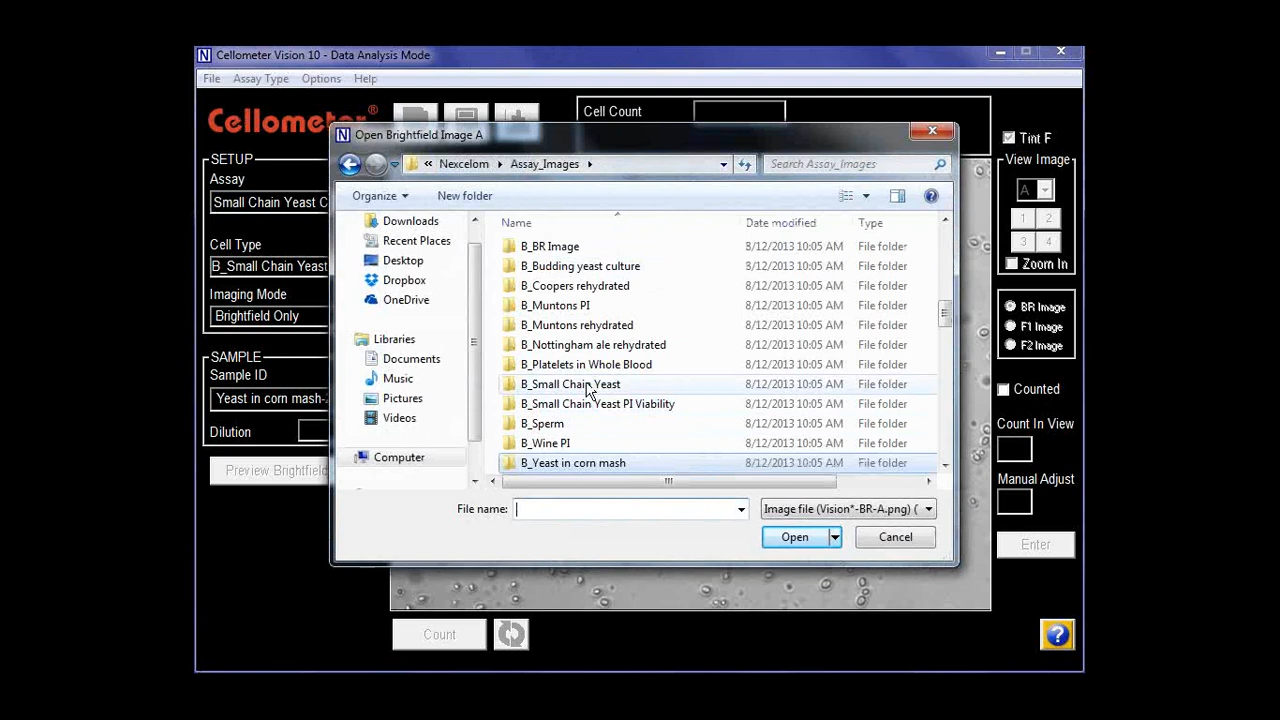 Cellometer Vision 10 - Data Analysis Mode
File Assay Type Options Help
Cellometer®
Cell Count
Tint F
View Image
A
1 2
3 4
Zoom In
BR Image
F1 Image
F2 Image
Counted
Count In View
Manual Adjust
Enter
SETUP
Assay
Small Chain Yeast C
Cell Type
B_Small Chain Yeast
Imaging Mode
Brightfield Only
SAMPLE
Sample ID
Yeast in corn mash-
Dilution
Preview Brightfield
Count
Open Brightfield Image A
« Nexcelom Assay_Images Search Assay_Images
Organize New folder
Downloads
Recent Places
Desktop
Dropbox
OneDrive
Libraries
Documents
Music
Pictures
Videos
Computer
Name Date modified Type
B_BR Image 8/12/2013 10:05 AM File folder
B_Budding yeast culture 8/12/2013 10:05 AM File folder
B_Coopers rehydrated 8/12/2013 10:05 AM File folder
B_Muntons PI 8/12/2013 10:05 AM File folder
B_Muntons rehydrated 8/12/2013 10:05 AM File folder
B_Nottingham ale rehydrated 8/12/2013 10:05 AM File folder
B_Platelets in Whole Blood 8/12/2013 10:05 AM File folder
B_Small Chain Yeast 8/12/2013 10:05 AM File folder
B_Small Chain Yeast PI Viability 8/12/2013 10:05 AM File folder
B_Sperm 8/12/2013 10:05 AM File folder
B_Wine PI 8/12/2013 10:05 AM File folder
B_Yeast in corn mash 8/12/2013 10:05 AM File folder
File name: Image file (Vision*-BR-A.png) (
Open Cancel